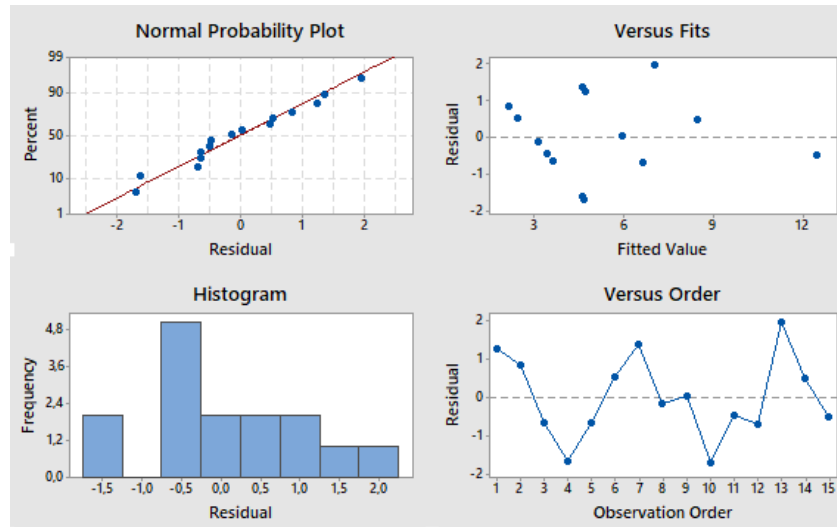 Normal Probability Plot
99
90
50
10
1
Percent
-2 -1 0 1 2
Residual
Versus Fits
2
1
0
-1
-2
Residual
3 6 9 12
Fitted Value
Histogram
4,8
3,6
2,4
1,2
0,0
Frequency
-1,5 -1,0 -0,5 0,0 0,5 1,0 1,5 2,0
Residual
Versus Order
2
1
0
-1
-2
Residual
1 2 3 4 5 6 7 8 9 10 11 12 13 14 15
Observation Order